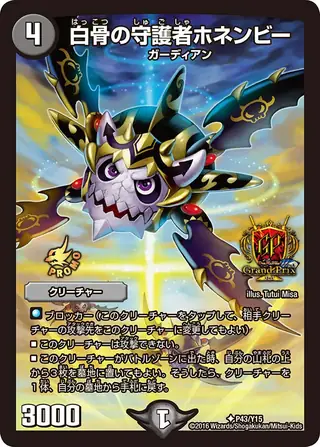 4
はっこつ しゅごしゃ
白骨の守護者ホネンビー
ガーディアン
PROMO
GP
Grand Prix
illus. Tutui Misa
クリーチャー
ブロッカー (このクリーチャーをタップして、相手クリー
チャーの攻撃先をこのクリーチャーに変更してもよい)
■このクリーチャーは攻撃できない。
■このクリーチャーがバトルゾーンに出た時、自分の山札の上
から3枚を墓地に置いてもよい。そうしたら、クリーチャーを
1体、自分の墓地から手札に戻す。
3000
P43/Y15
©2016 Wizards/Shogakukan/Mitsui-Kids